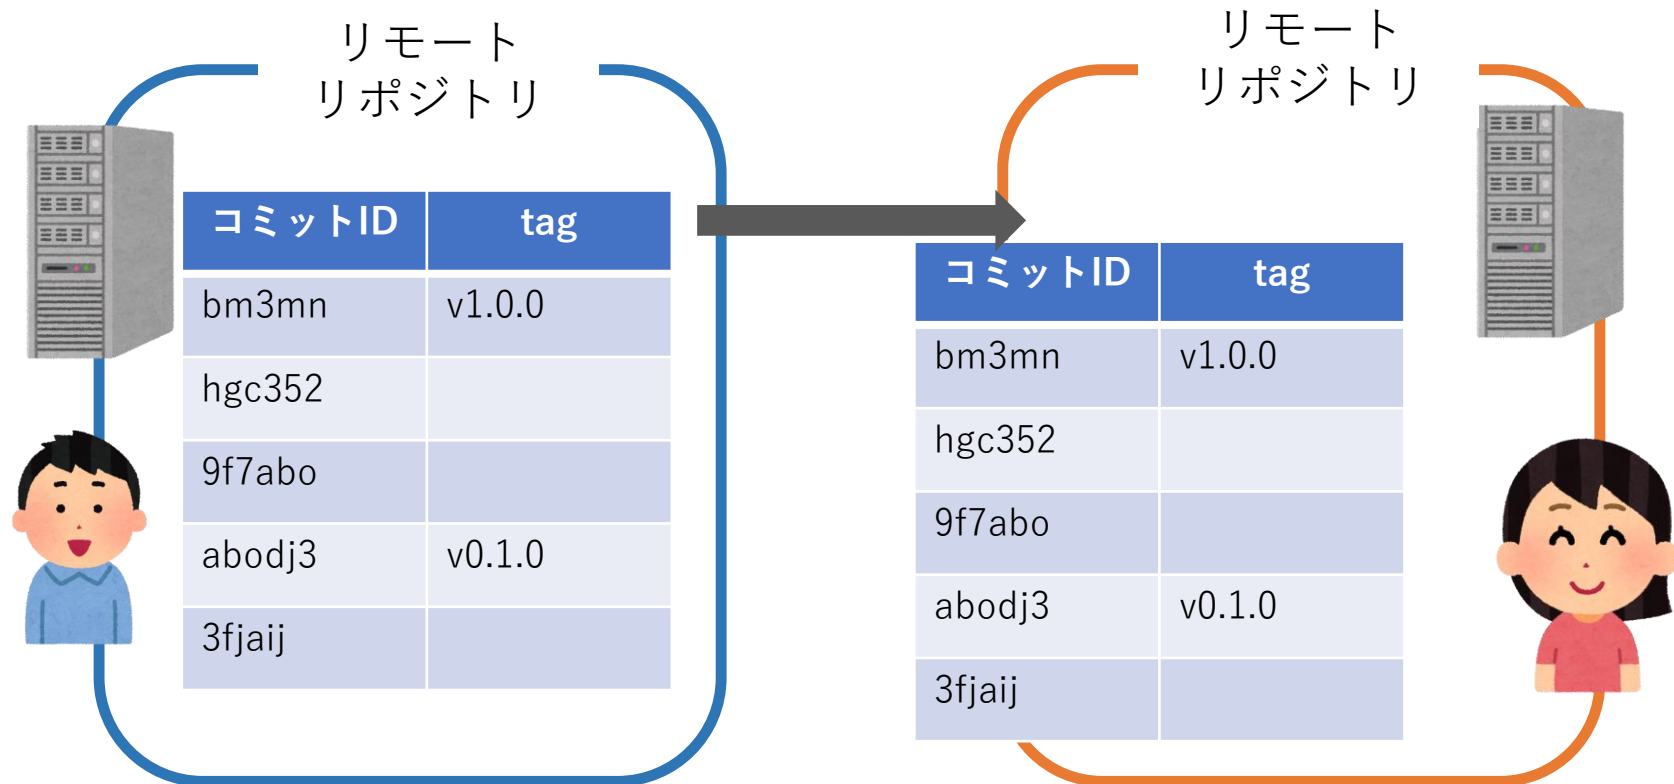 リモート
リポジトリ
コミットID tag
bm3mn v1.0.0
hgc352
9f7abo
abodj3 v0.1.0
3fjaij
リモート
リポジトリ
コミットID tag
bm3mn v1.0.0
hgc352
9f7abo
abodj3 v0.1.0
3fjaij